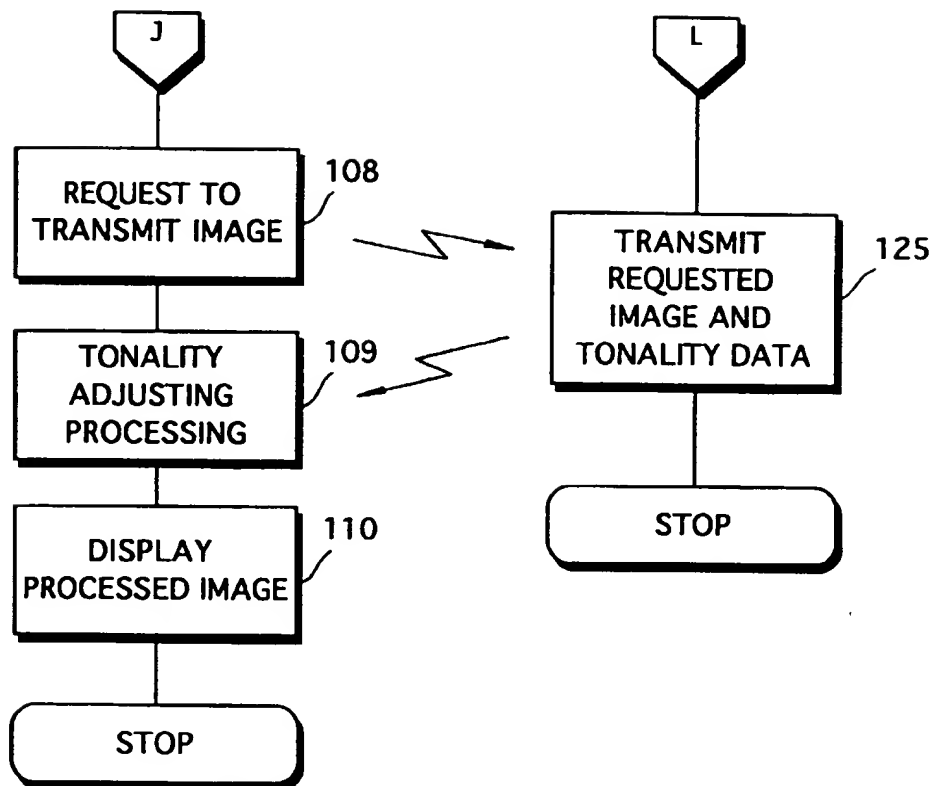 J
REQUEST TO
TRANSMIT IMAGE
108
TONALITY
ADJUSTING
PROCESSING
109
DISPLAY
PROCESSED IMAGE
110
STOP
L
TRANSMIT
REQUESTED
IMAGE AND
TONALITY DATA
125
STOP